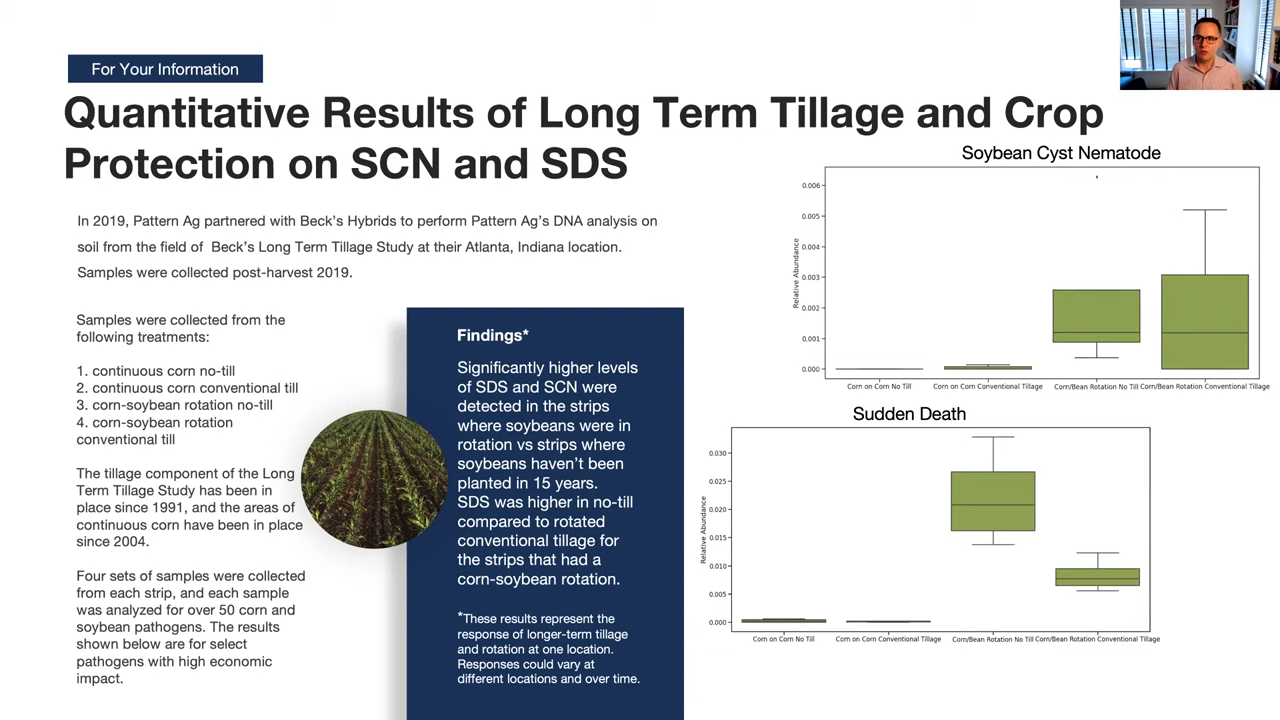 For Your Information
Quantitative Results of Long Term Tillage and Crop
Protection on SCN and SDS
In 2019, Pattern Ag partnered with Beck's Hybrids to perform Pattern Ag's DNA analysis on
soil from the field of Beck's Long Term Tillage Study at their Atlanta, Indiana location.
Samples were collected post-harvest 2019.
Samples were collected from the
following treatments:
1. continuous corn no-till
2. continuous corn conventional till
3. corn-soybean rotation no-till
4. corn-soybean rotation
conventional till
The tillage component of the Long
Term Tillage Study has been in
place since 1991, and the areas of
continuous corn have been in place
since 2004.
Four sets of samples were collected
from each strip, and each sample
was analyzed for over 50 corn and
soybean pathogens. The results
shown below are for select
pathogens with high economic
impact.
Findings*
Significantly higher levels
of SDS and SCN were
detected in the strips
where soybeans were in
rotation vs strips where
soybeans haven't been
planted in 15 years.
SDS was higher in no-till
compared to rotated
conventional tillage for
the strips that had a
corn-soybean rotation.
*These results represent the
response of longer-term tillage
and rotation at one location.
Responses could vary at
different locations and over time.
Soybean Cyst Nematode
Relative Abundance
0.006
0.005
0.004
0.003
0.002
0.001
0.000
Corn on Corn No Till
Corn on Corn Conventional Tillage
Corn/Bean Rotation No Till
Corn/Bean Rotation Conventional Tillage
Sudden Death
Relative Abundance
0.030
0.025
0.020
0.015
0.010
0.005
0.000
Corn on Corn No Till
Corn on Corn Conventional Tillage
Corn/Bean Rotation No Till
Corn/Bean Rotation Conventional Tillage